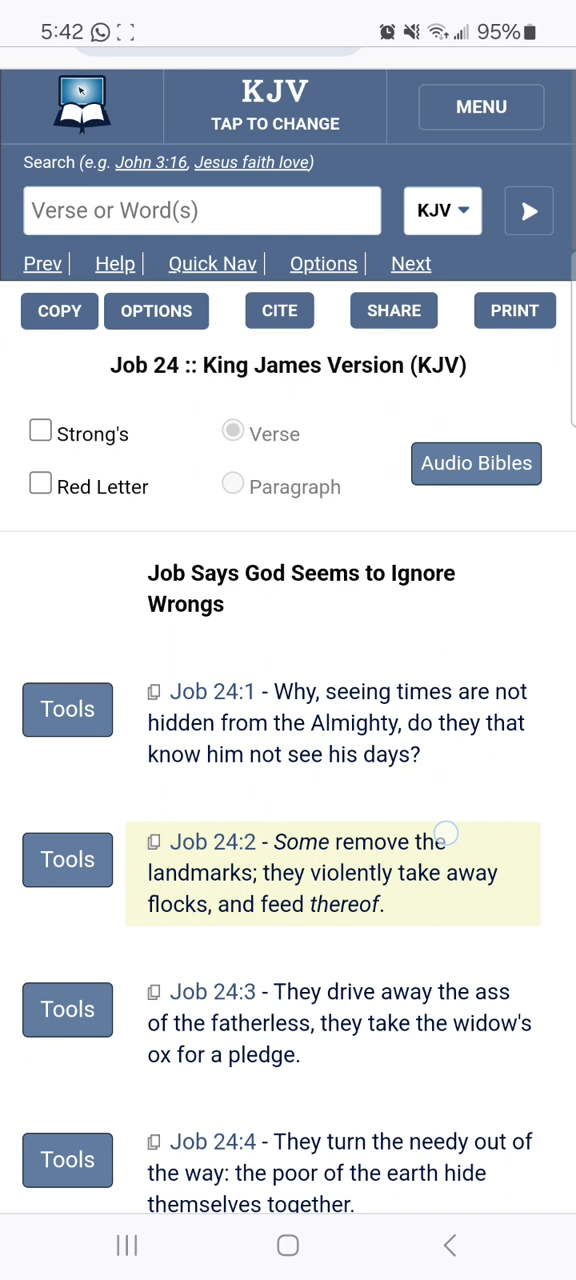 5:42 95%
KJV MENU
TAP TO CHANGE
Search (e.g. John 3:16, Jesus faith love)
Verse or Word(s) KJV
Prev| Help| Quick Nav| Options| Next
COPY OPTIONS CITE SHARE PRINT
Job 24 :: King James Version (KJV)
Strong's Verse
Audio Bibles
Red Letter Paragraph
Job Says God Seems to Ignore
Wrongs
Tools
Job 24:1 - Why, seeing times are not
hidden from the Almighty, do they that
know him not see his days?
Tools
Job 24:2 - Some remove the
landmarks; they violently take away
flocks, and feed thereof.
Tools
Job 24:3 - They drive away the ass
of the fatherless, they take the widow's
ox for a pledge.
Tools
Job 24:4 - They turn the needy out of
the way: the poor of the earth hide
themselves together.